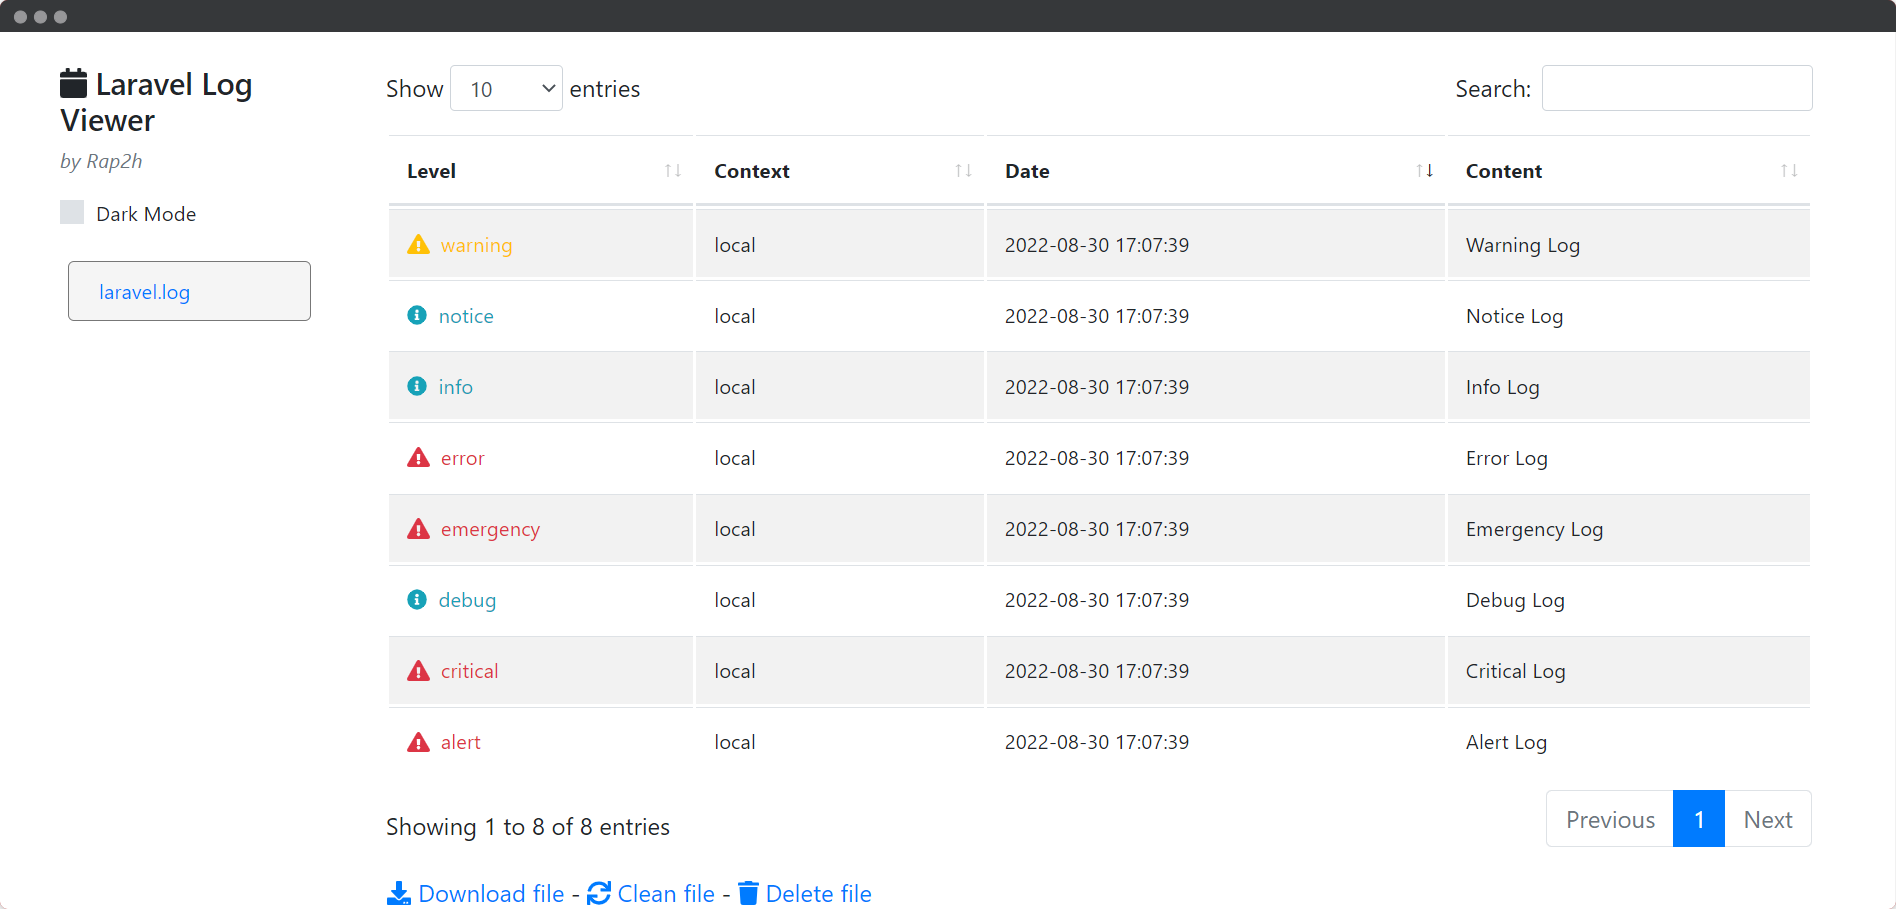 Laravel Log
Viewer
by Rap2h
Dark Mode
laravel.log
Show 10 entries Search:
Level Context Date Content
warning local 2022-08-30 17:07:39 Warning Log
notice local 2022-08-30 17:07:39 Notice Log
info local 2022-08-30 17:07:39 Info Log
error local 2022-08-30 17:07:39 Error Log
emergency local 2022-08-30 17:07:39 Emergency Log
debug local 2022-08-30 17:07:39 Debug Log
critical local 2022-08-30 17:07:39 Critical Log
alert local 2022-08-30 17:07:39 Alert Log
Showing 1 to 8 of 8 entries
Previous 1 Next
Download file - Clean file - Delete file